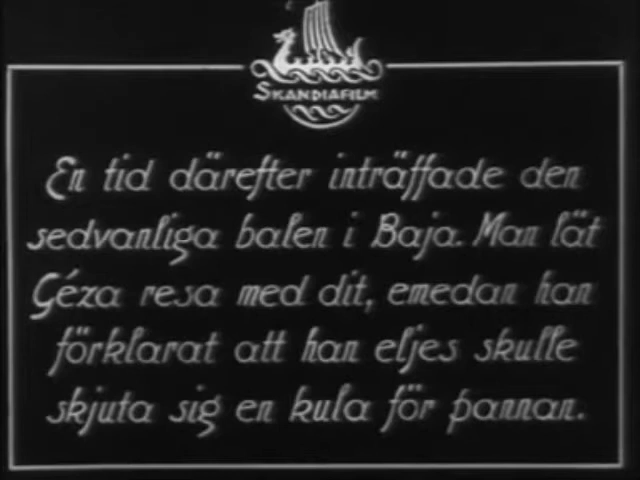 SKANDIAFILM
En tid därefter inträffade den
sedvanliga balen i Baja. Man lät
Géza resa med dit, emedan han
förklarat att han eljes skulle
skjuta sig en kula för pannan.